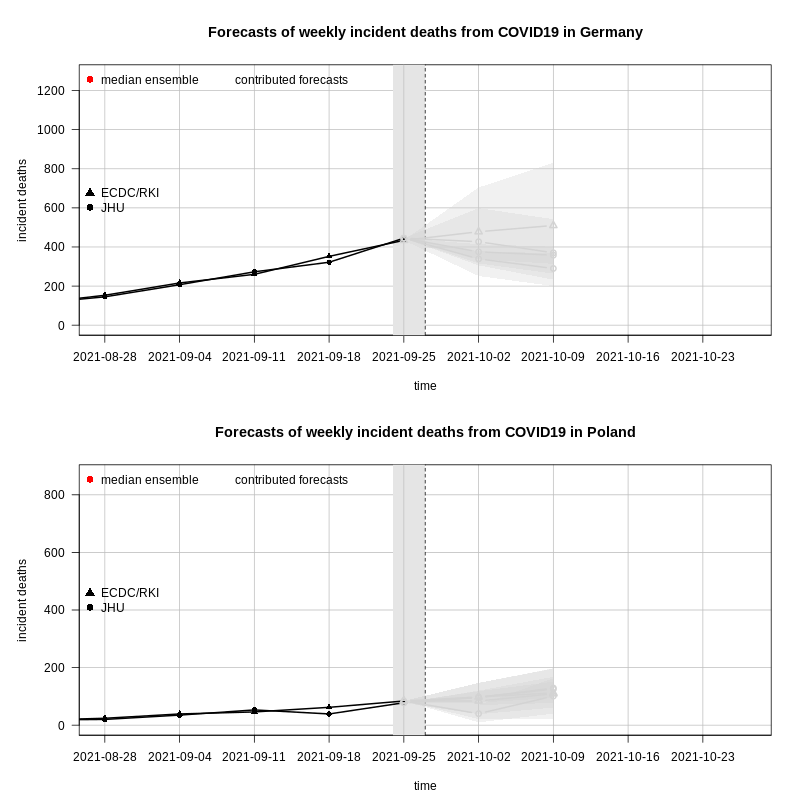 Forecasts of weekly incident deaths from COVID19 in Germany
median ensemble contributed forecasts
1200
1000
800
ECDC/RKI
600
JHU
400
200
0
incident deaths
2021-08-28 2021-09-04 2021-09-11 2021-09-18 2021-09-25 2021-10-02 2021-10-09 2021-10-16 2021-10-23
time
Forecasts of weekly incident deaths from COVID19 in Poland
median ensemble contributed forecasts
800
600
ECDC/RKI
JHU
400
200
0
incident deaths
2021-08-28 2021-09-04 2021-09-11 2021-09-18 2021-09-25 2021-10-02 2021-10-09 2021-10-16 2021-10-23
time